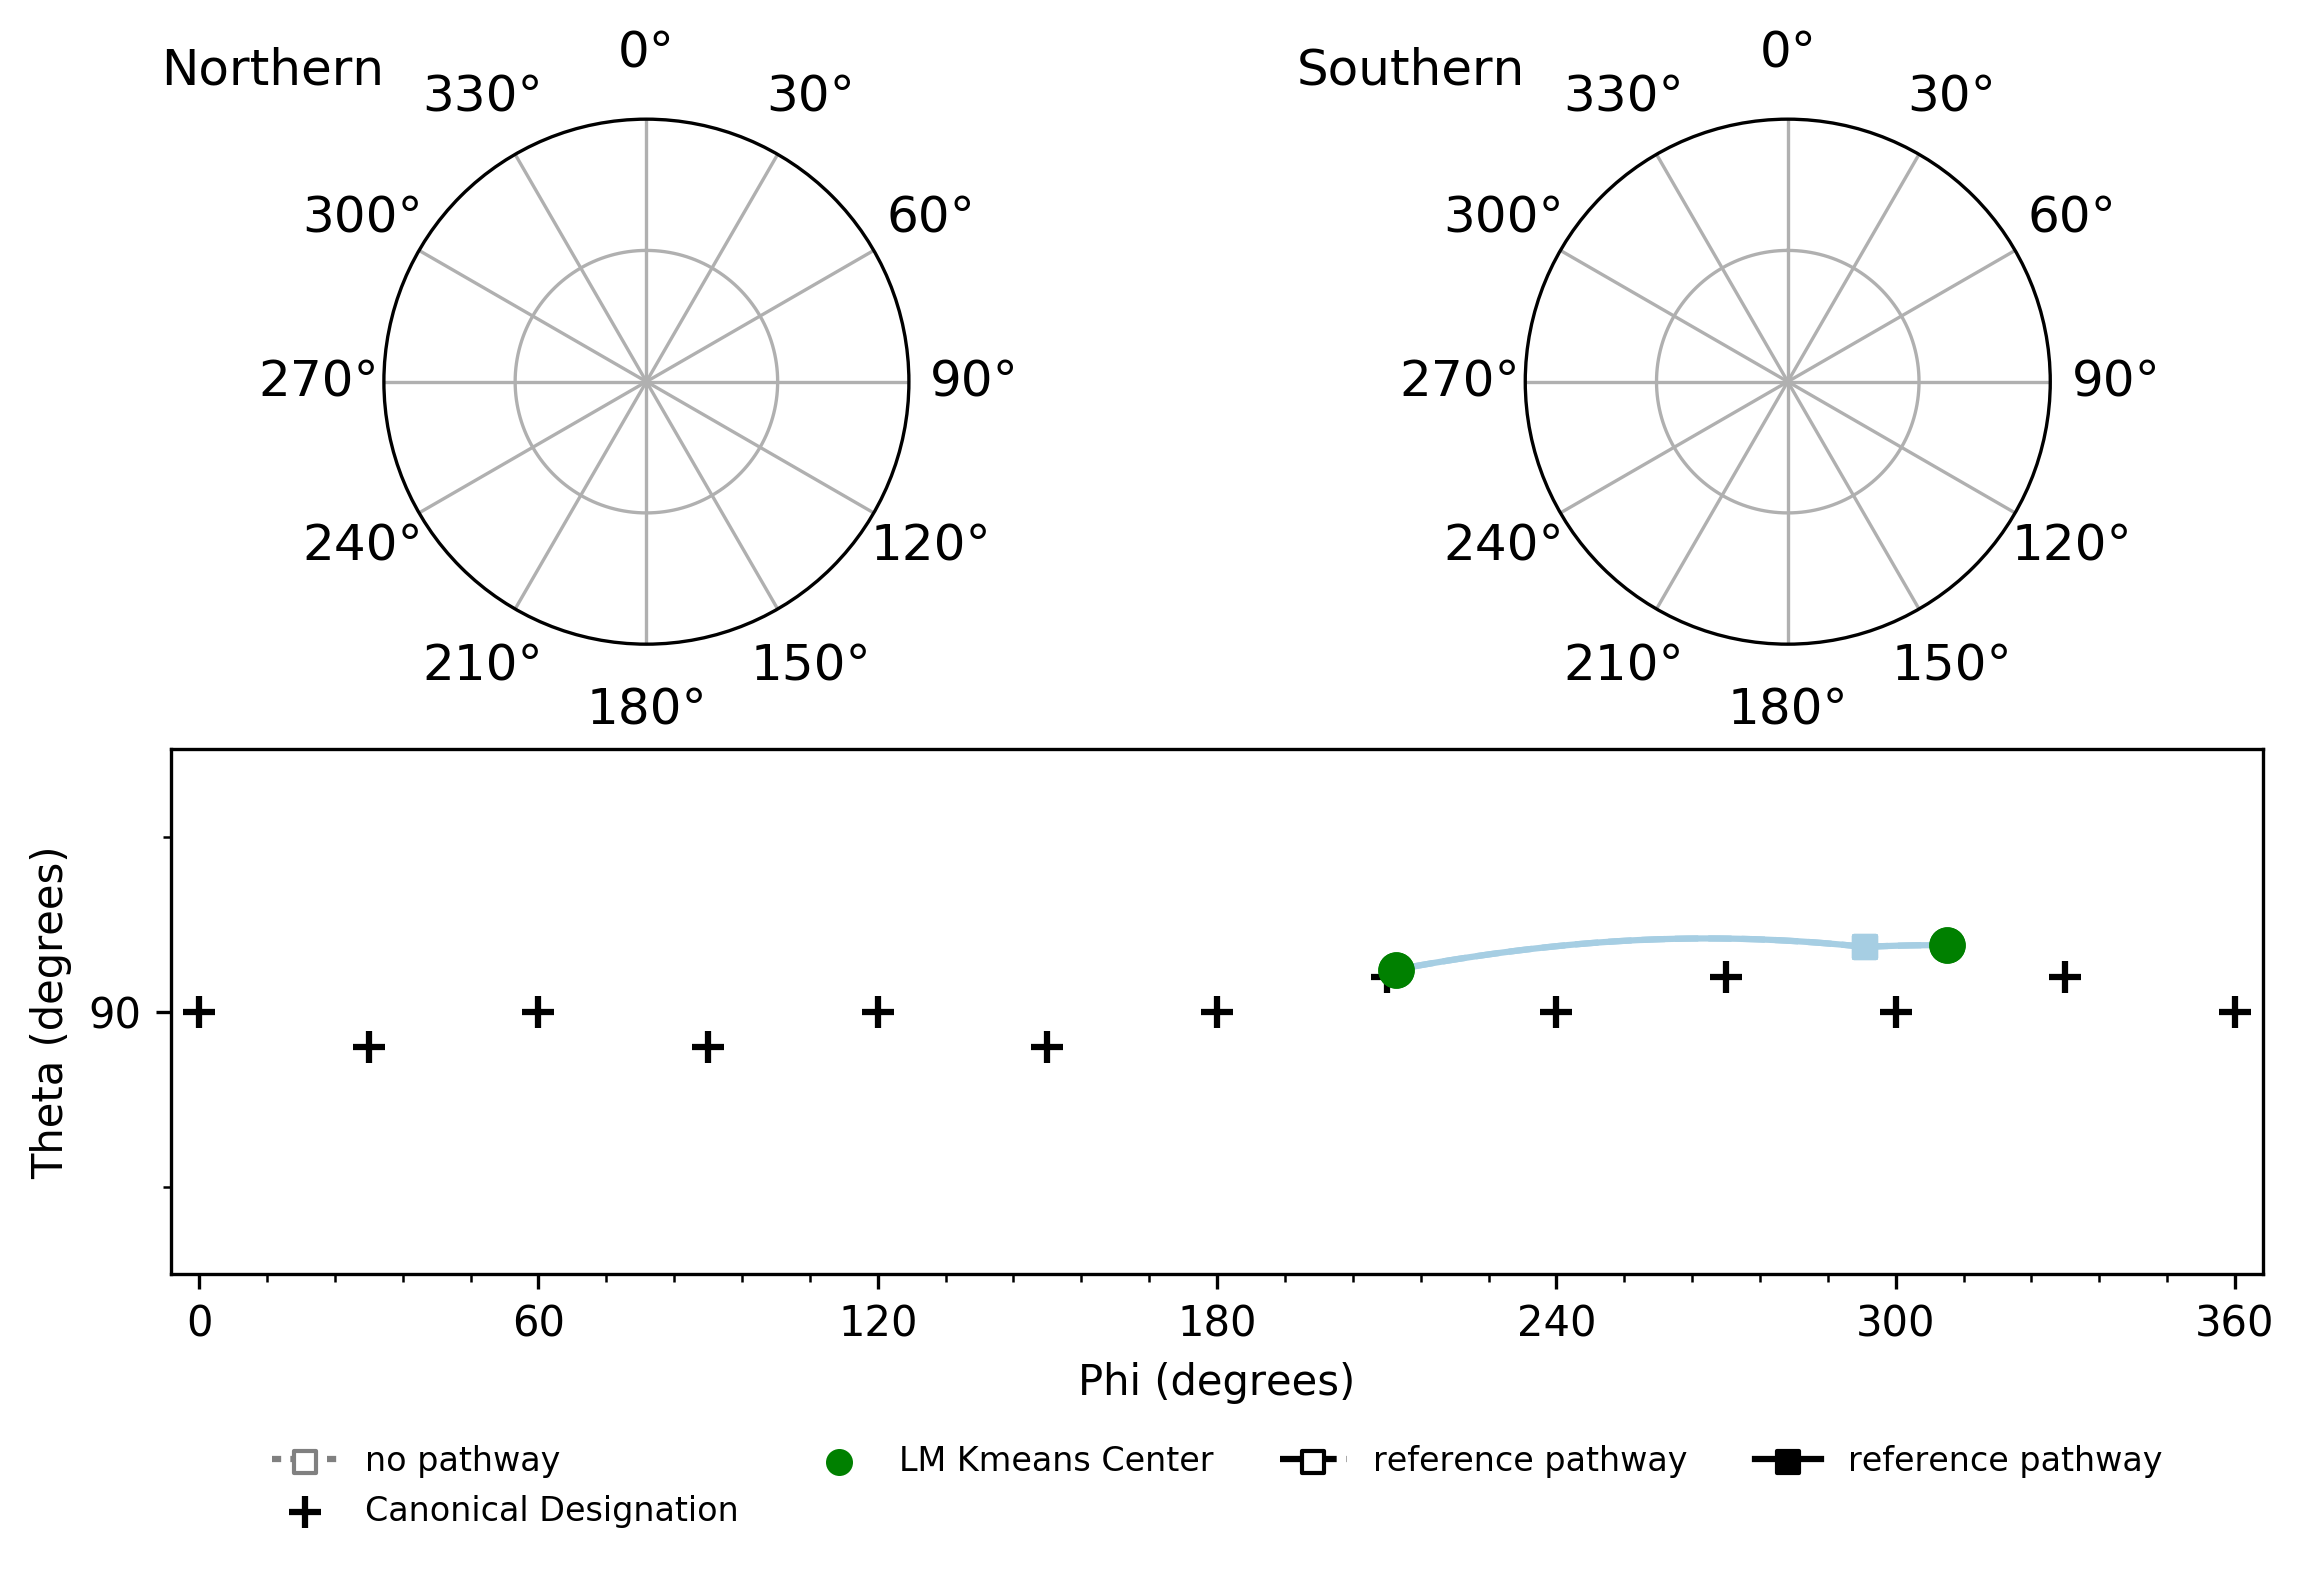 Northern
0°
330°
30°
300°
60°
270°
90°
240°
120°
210°
150°
180°
Southern
0°
330°
30°
300°
60°
270°
90°
240°
120°
210°
150°
180°
Theta (degrees)
90
0 60 120 180 240 300 360
Phi (degrees)
no pathway
Canonical Designation
LM Kmeans Center
reference pathway
reference pathway